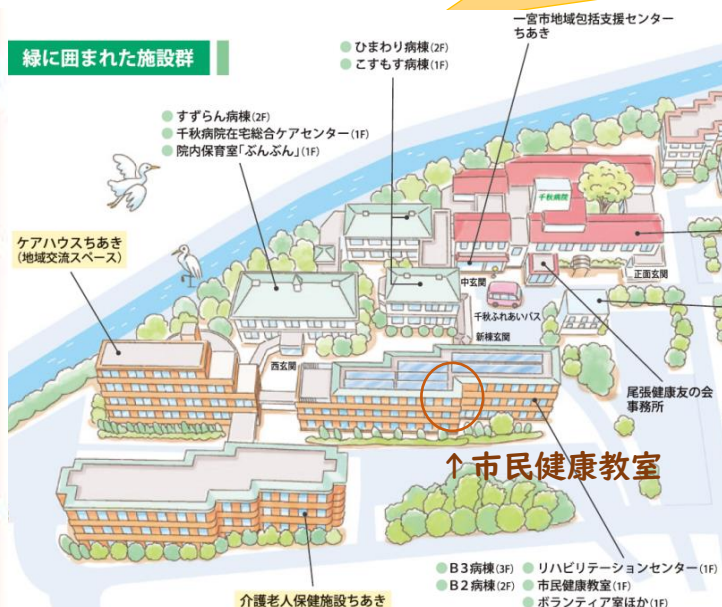 緑に囲まれた施設群
ひまわり病棟(2F)
こすもす病棟(1F)
一宮市地域包括支援センター
ちあき
すずらん病棟(2F)
千秋病院在宅総合ケアセンター(1F)
院内保育室「ぶんぶん」(1F)
千秋病院
ケアハウスちあき
(地域交流スペース)
中玄関
正面玄関
千秋ふれあいバス
新棟玄関
西玄関
尾張健康友の会
事務所
↑市民健康教室
B3病棟(3F)
B2病棟(2F)
リハビリテーションセンター(1F)
市民健康教室(1F)
ボランティア室ほか(1F)
介護老人保健施設ちあき